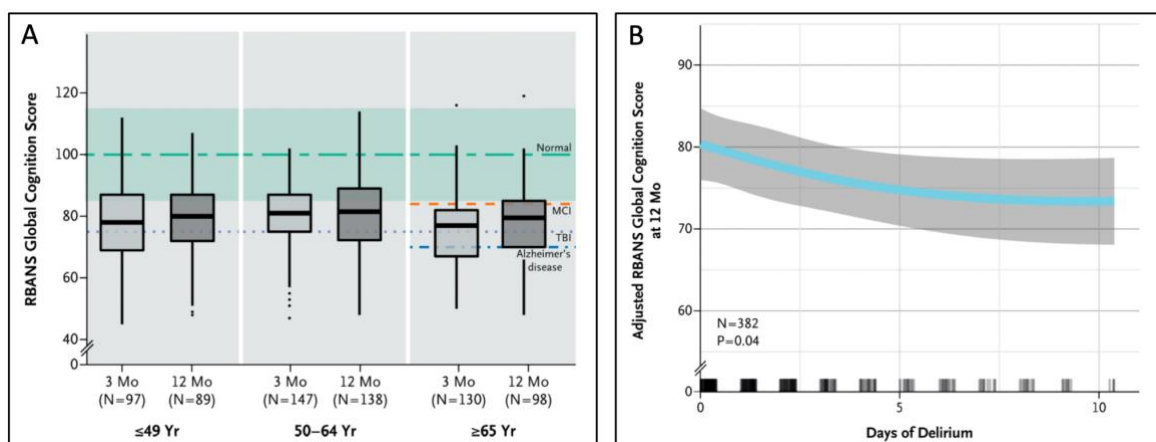 A
RBANS Global Cognition Score
120
100
80
60
40
0
Normal
MCI
TBI
Alzheimer's
disease
3 Mo
(N=97)
12 Mo
(N=89)
3 Mo
(N=147)
12 Mo
(N=138)
3 Mo
(N=130)
12 Mo
(N=98)
≤49 Yr
50–64 Yr
≥65 Yr
B
Adjusted RBANS Global Cognition Score
at 12 Mo
90
80
70
60
0
N=382
P=0.04
0
5
10
Days of Delirium